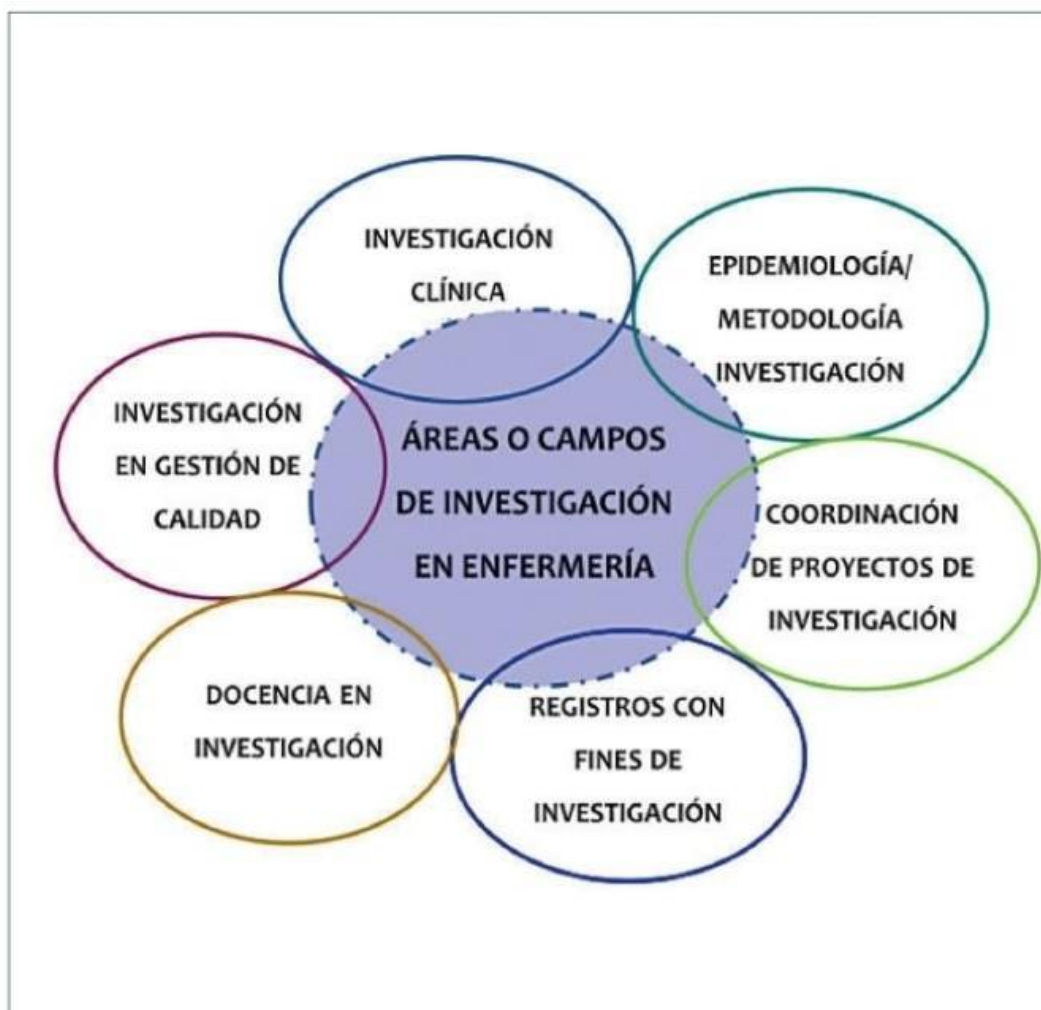 INVESTIGACIÓN
CLÍNICA
EPIDEMIOLOGÍA/
METODOLOGÍA
INVESTIGACIÓN
INVESTIGACIÓN
EN GESTIÓN DE
CALIDAD
ÁREAS O CAMPOS
DE INVESTIGACIÓN
EN ENFERMERÍA
COORDINACIÓN
DE PROYECTOS DE
INVESTIGACIÓN
DOCENCIA EN
INVESTIGACIÓN
REGISTROS CON
FINES DE
INVESTIGACIÓN